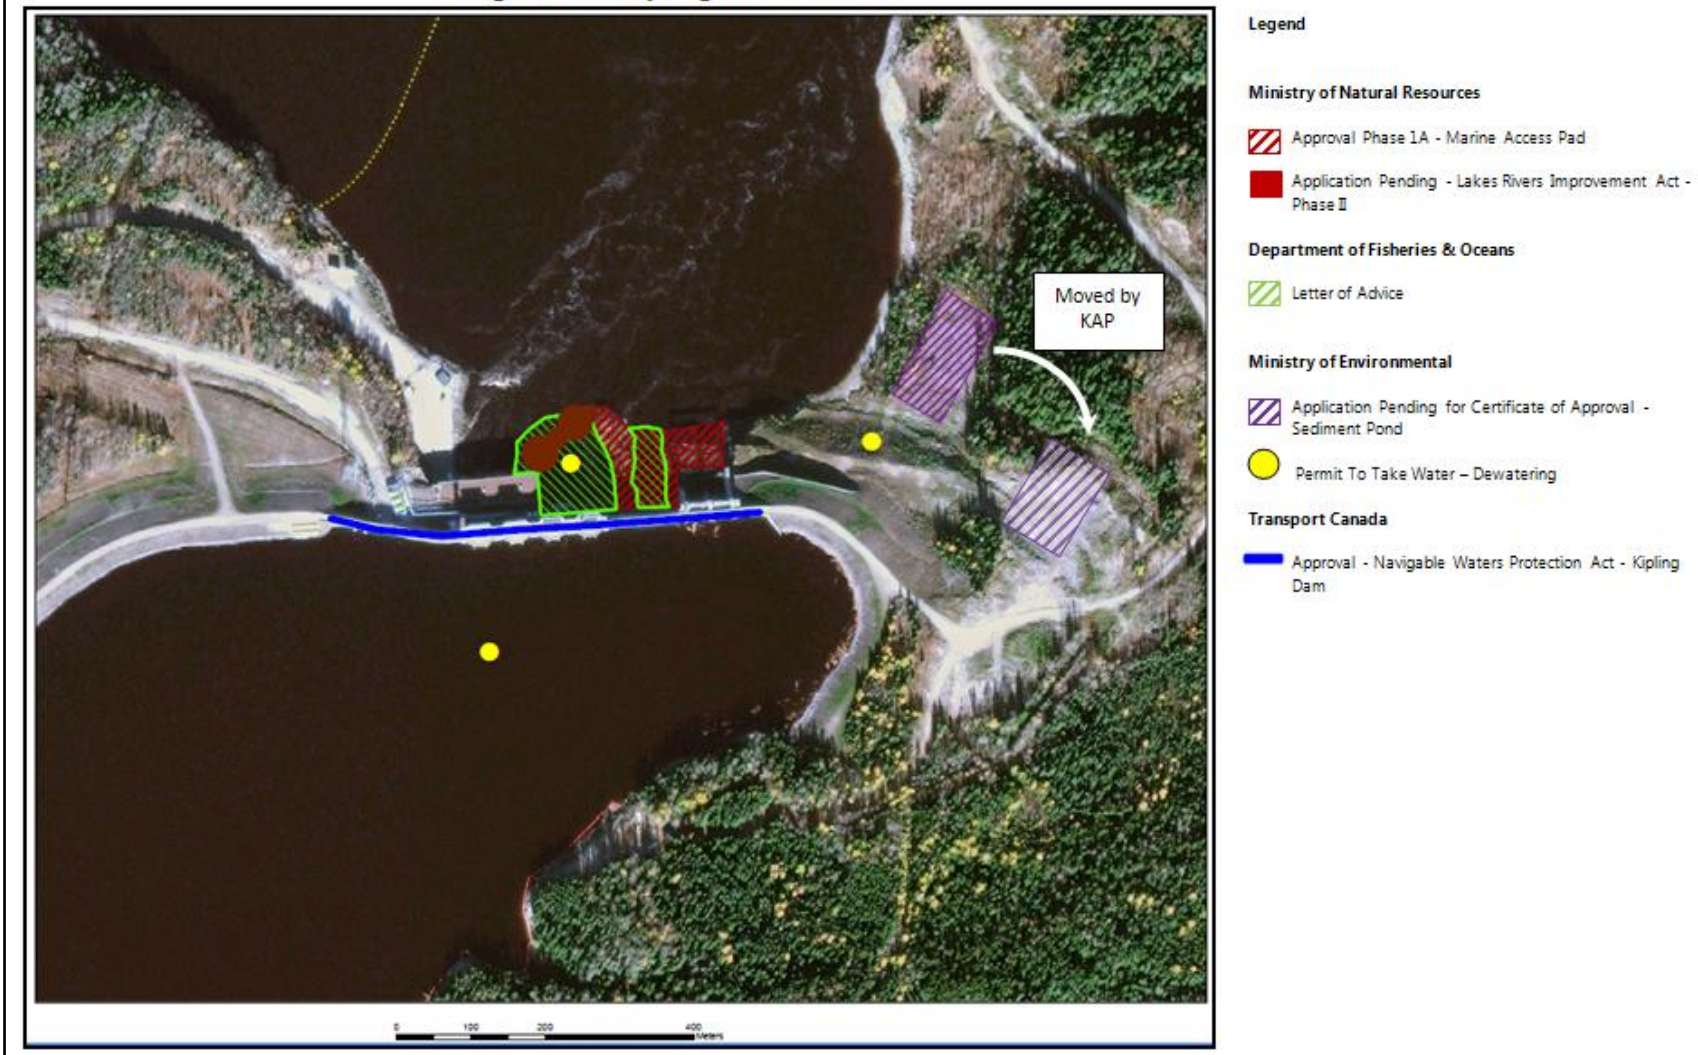 Legend
Ministry of Natural Resources
Approval Phase 1A - Marine Access Pad
Application Pending - Lakes Rivers Improvement Act -
Phase II
Department of Fisheries & Oceans
Letter of Advice
Ministry of Environmental
Application Pending for Certificate of Approval -
Sediment Pond
Permit To Take Water – Dewatering
Transport Canada
Approval - Navigable Waters Protection Act - Kipling
Dam
Moved by
KAP
0 100 200 400
Meters